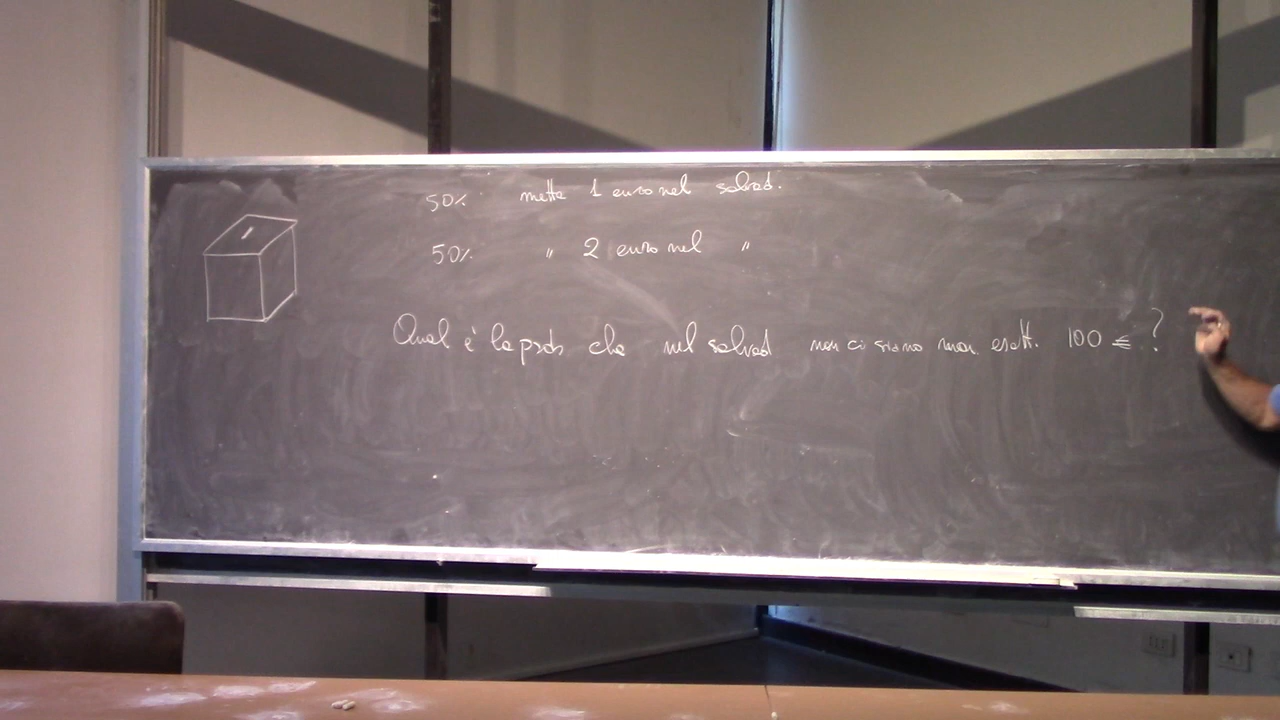 50% mette 1 euro nel salvad.
50% " 2 euro nel "
Qual è la prob che nel salvad non ci siano mai esatt. 100 € ?